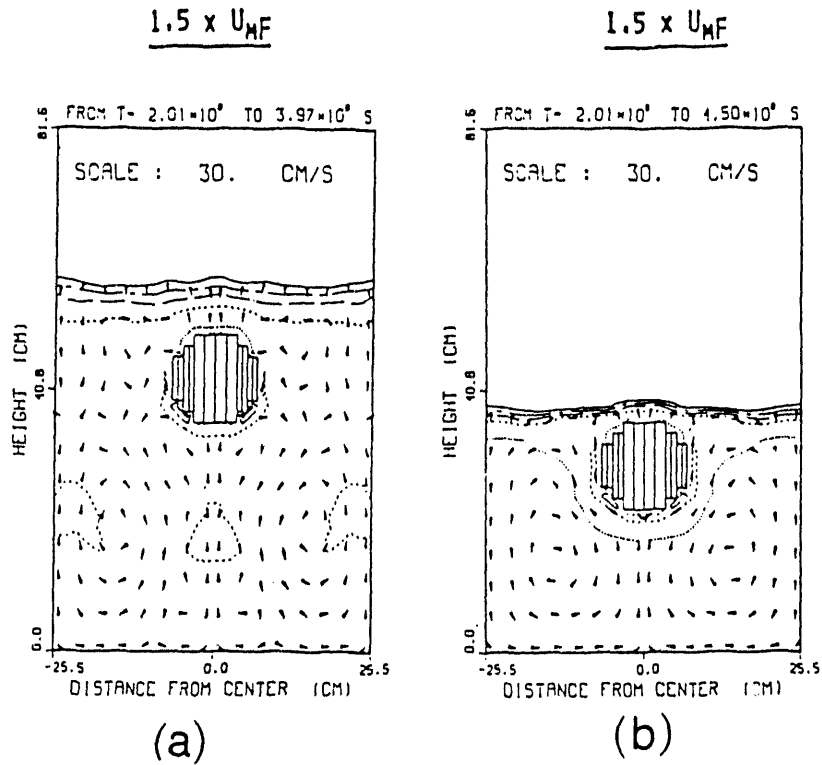 1.5 x U_MF
FROM T= 2.01*10⁰ TO 3.97*10⁰ S
81.6
SCALE : 30. CM/S
HEIGHT (CM)
40.8
0.0
-25.5 0.0 25.5
DISTANCE FROM CENTER (CM)
(a)
1.5 x U_MF
FROM T= 2.01*10⁰ TO 4.50*10⁰ S
81.6
SCALE : 30. CM/S
HEIGHT (CM)
40.8
0.0
-25.5 0.0 25.5
DISTANCE FROM CENTER (CM)
(b)